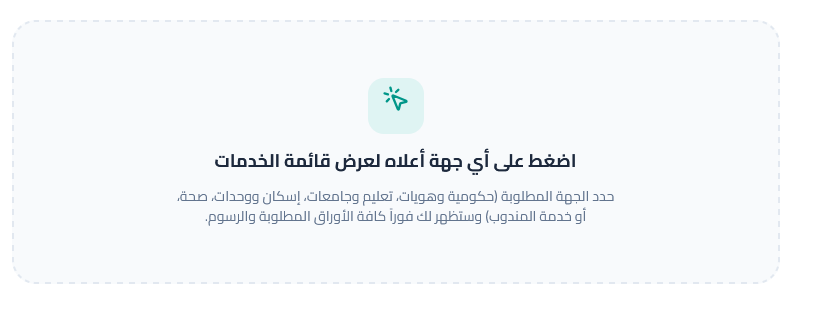 اضغط على أي جهة أعلاه لعرض قائمة الخدمات
حدد الجهة المطلوبة (حكومية وهويات، تعليم وجامعات، إسكان ووحدات، صحة،
أو خدمة المندوب) وستظهر لك فوراً كافة الأوراق المطلوبة والرسوم.